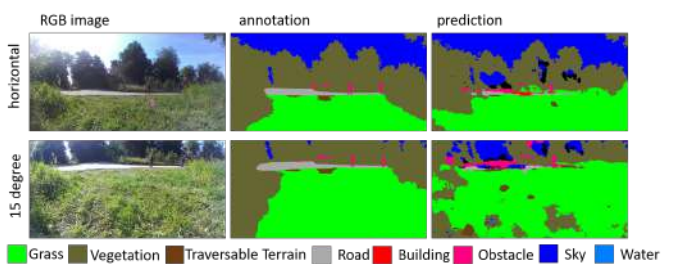 RGB image annotation prediction
horizontal
15 degree
Grass Vegetation Traversable Terrain Road Building Obstacle Sky Water